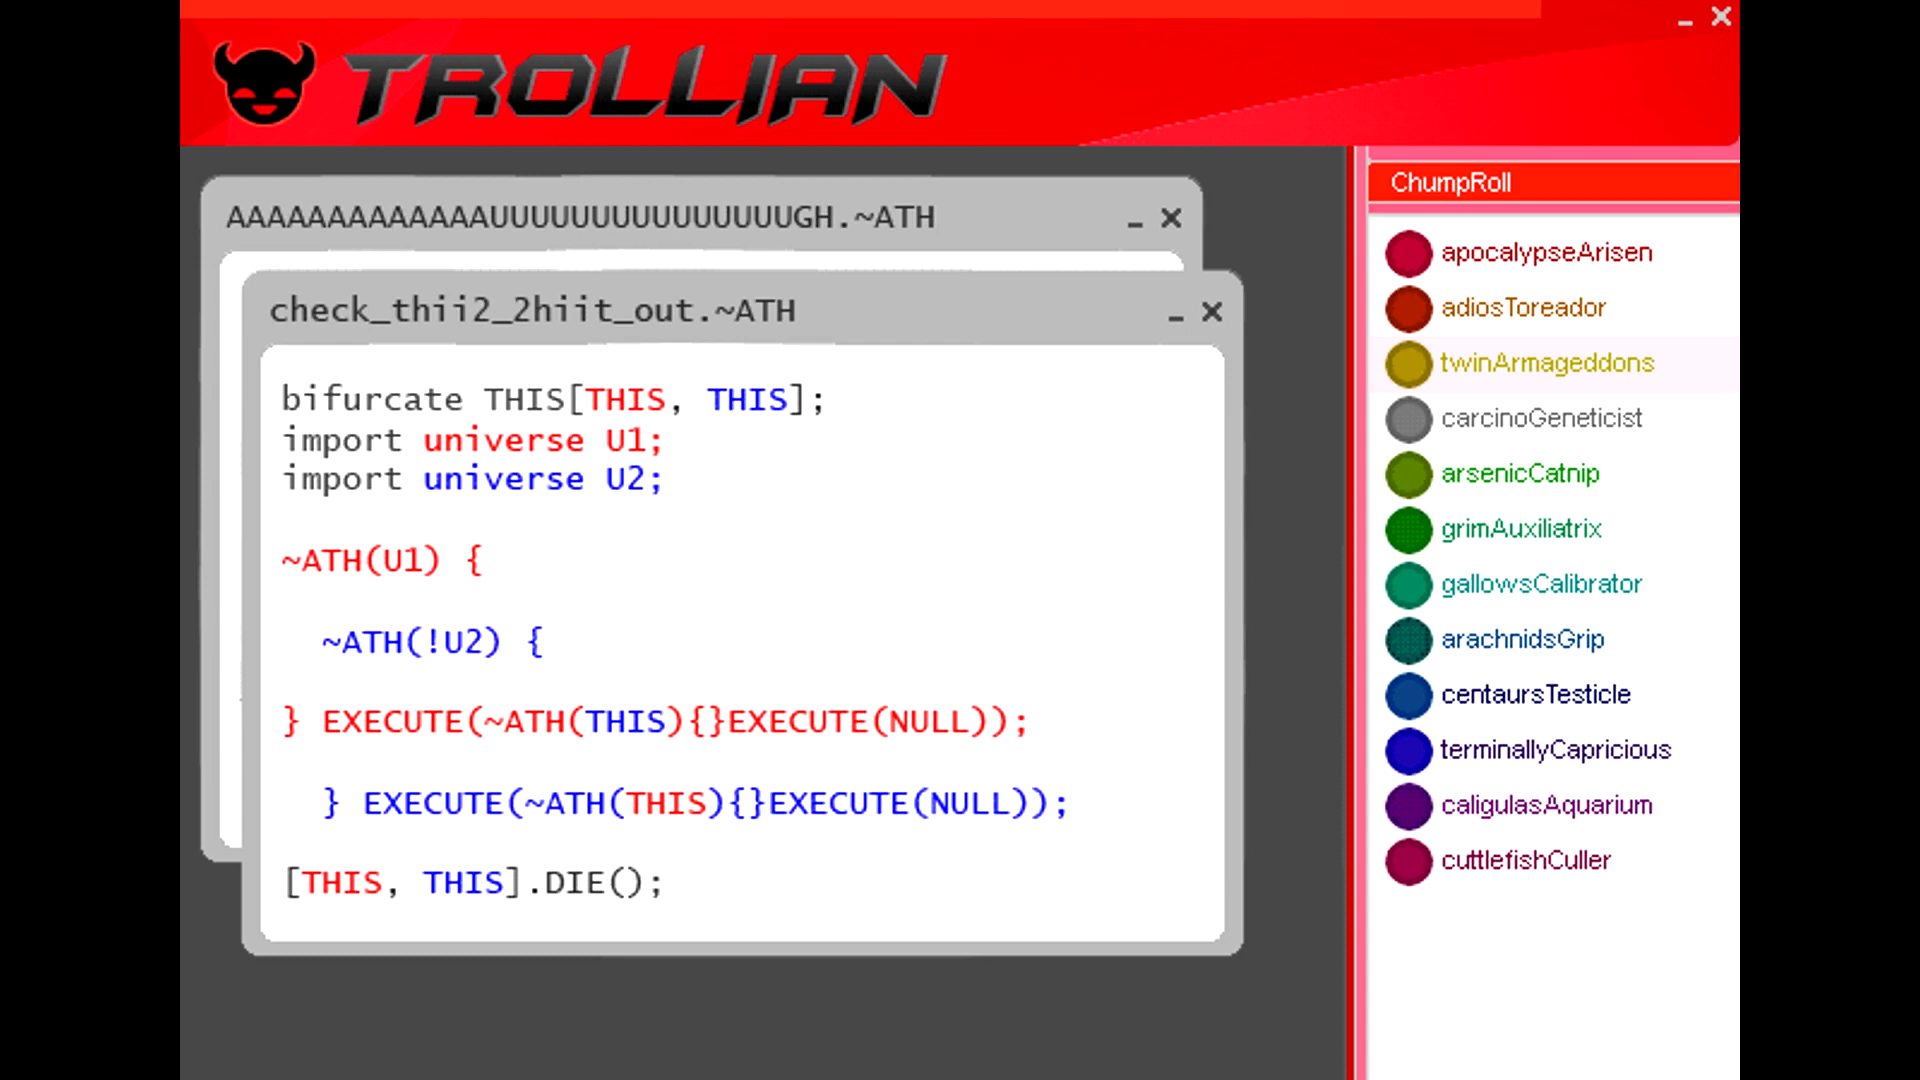 TROLLIAN
AAAAAAAAAAAAAUUUUUUUUUUUUUUUGH.~ATH
check_thii2_2hiit_out.~ATH
bifurcate THIS[THIS, THIS];
import universe U1;
import universe U2;
~ATH(U1) {
~ATH(!U2) {
} EXECUTE(~ATH(THIS){}EXECUTE(NULL));
} EXECUTE(~ATH(THIS){}EXECUTE(NULL));
[THIS, THIS].DIE();
ChumpRoll
apocalypseArisen
adiosToreador
twinArmageddons
carcinoGeneticist
arsenicCatnip
grimAuxiliatrix
gallowsCalibrator
arachnidsGrip
centaursTesticle
terminallyCapricious
caligulasAquarium
cuttlefishCuller